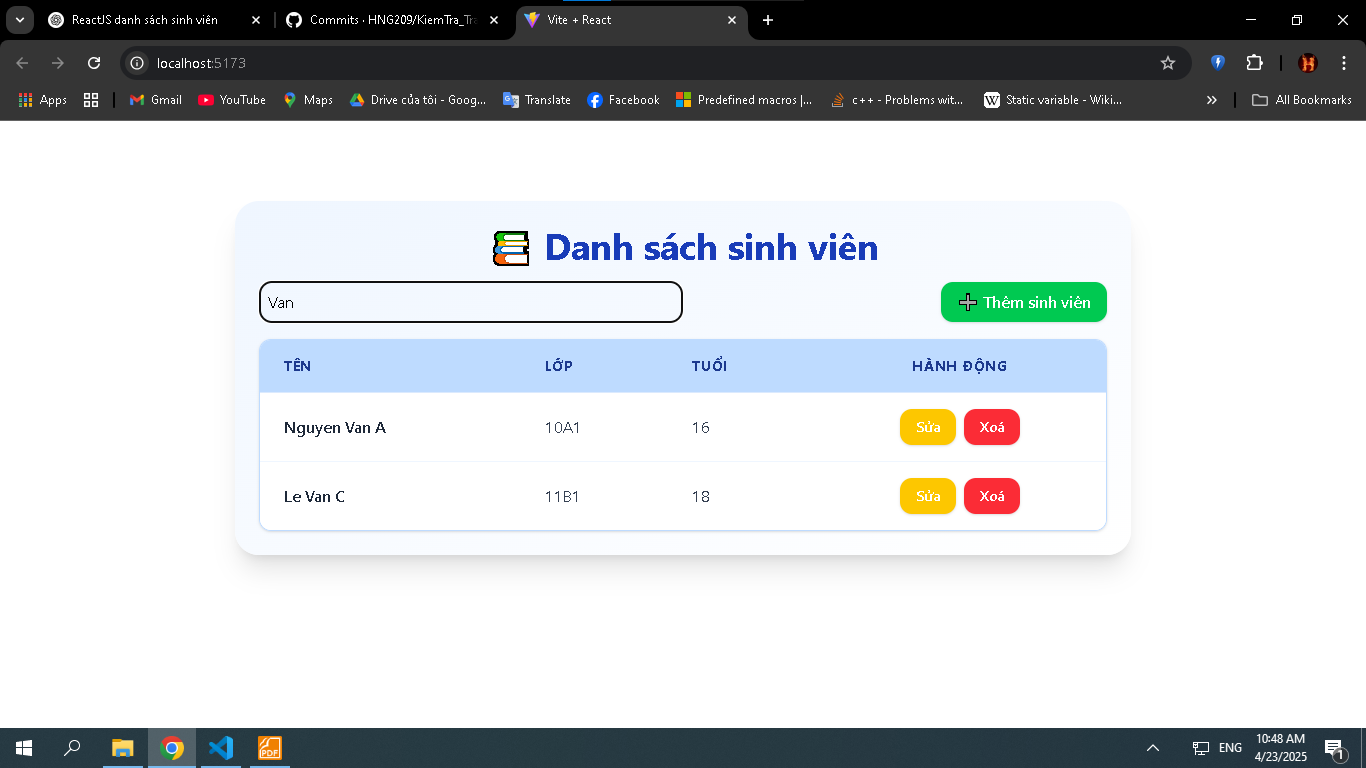 ReactJS danh sách sinh viên
Commits · HNG209/KiemTra_Tra
Vite + React
localhost:5173
Apps
Gmail
YouTube
Maps
Drive của tôi - Goog...
Translate
Facebook
Predefined macros |...
c++ - Problems wit...
W
Static variable - Wiki...
»
All Bookmarks
Danh sách sinh viên
Van
Thêm sinh viên
TÊN LỚP TUỔI HÀNH ĐỘNG
Nguyen Van A 10A1 16 Sửa Xoá
Le Van C 11B1 18 Sửa Xoá
PDF
ENG
10:48 AM
4/23/2025
1